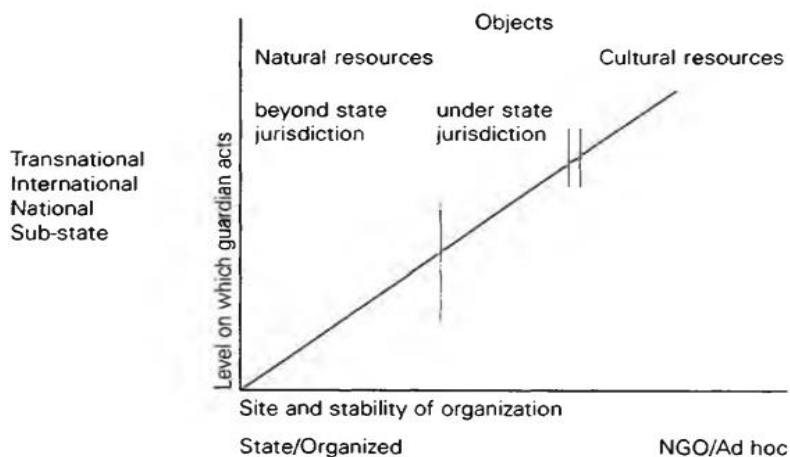 Objects
Natural resources
Cultural resources
beyond state
jurisdiction
under state
jurisdiction
Transnational
International
National
Sub-state
Level on which guardian acts
Site and stability of organization
State/Organized
NGO/Ad hoc